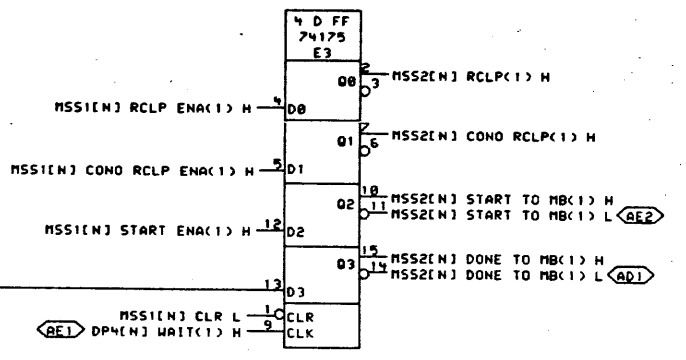 4 D FF
74175
E3
2
Q0 MSS2[N] RCLP(1) H
3
MSS1[N] RCLP ENA(1) H 4 D0
7
Q1 MSS2[N] CONO RCLP(1) H
6
MSS1[N] CONO RCLP ENA(1) H 5 D1
10 MSS2[N] START TO MB(1) H
Q2
11 MSS2[N] START TO MB(1) L AE2
MSS1[N] START ENA(1) H 12 D2
15 MSS2[N] DONE TO MB(1) H
Q3
14 MSS2[N] DONE TO MB(1) L AD1
13 D3
MSS1[N] CLR L 1 CLR
AE1 DP4[N] WAIT(1) H 9 CLK